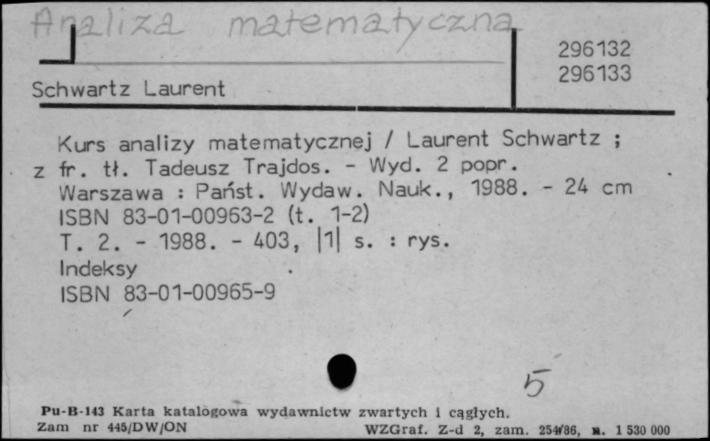 Analiza matematyczna
296132
296133
Schwartz Laurent
Kurs analizy matematycznej / Laurent Schwartz ;
z fr. tł. Tadeusz Trajdos. - Wyd. 2 popr.
Warszawa : Państ. Wydaw. Nauk., 1988. - 24 cm
ISBN 83-01-00963-2 (t. 1-2)
T. 2. - 1988. - 403, |1| s. : rys.
Indeksy
ISBN 83-01-00965-9
5
Pu-B-143 Karta katalogowa wydawnictw zwartych i cągłych.
Zam nr 445/DW/ON WZGraf. Z-d 2, zam. 254/86, n. 1 530 000